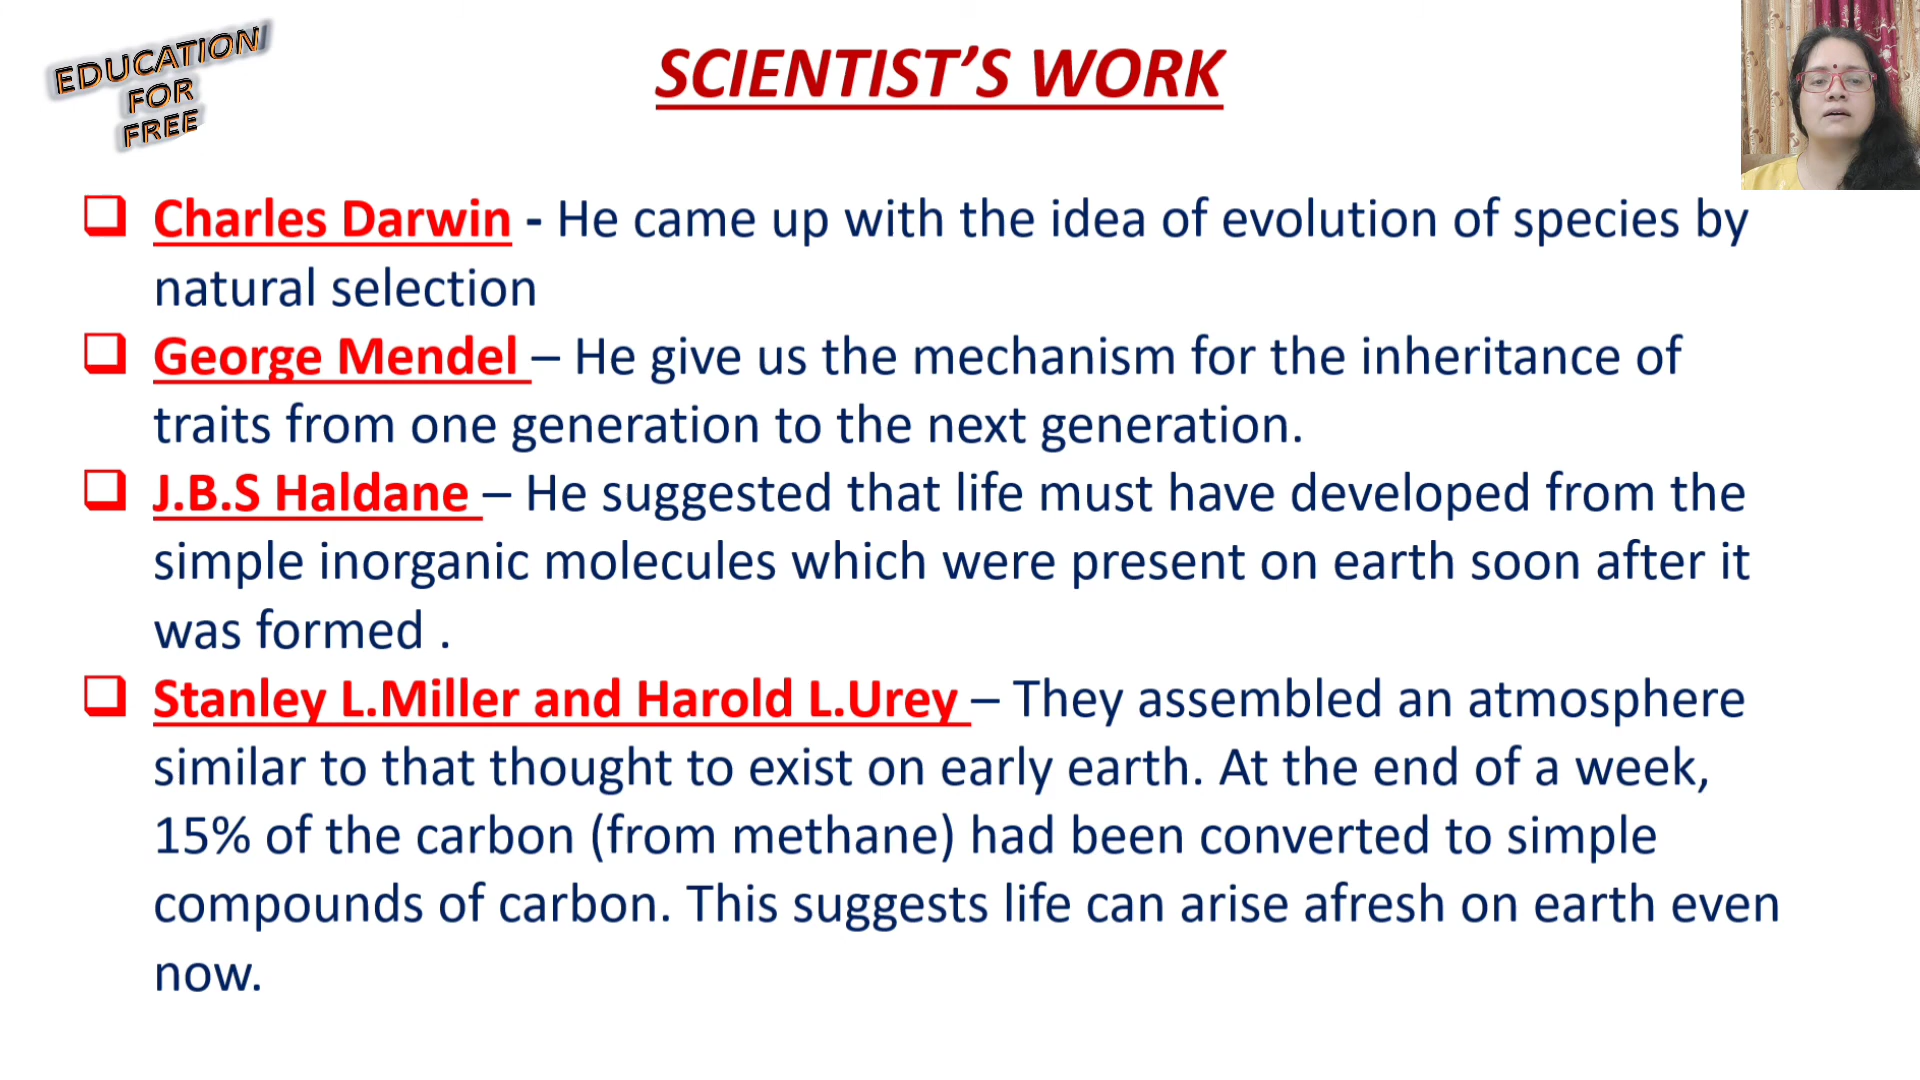 EDUCATION
FOR
FREE
SCIENTIST’S WORK
Charles Darwin - He came up with the idea of evolution of species by
natural selection
George Mendel – He give us the mechanism for the inheritance of
traits from one generation to the next generation.
J.B.S Haldane – He suggested that life must have developed from the
simple inorganic molecules which were present on earth soon after it
was formed .
Stanley L.Miller and Harold L.Urey – They assembled an atmosphere
similar to that thought to exist on early earth. At the end of a week,
15% of the carbon (from methane) had been converted to simple
compounds of carbon. This suggests life can arise afresh on earth even
now.